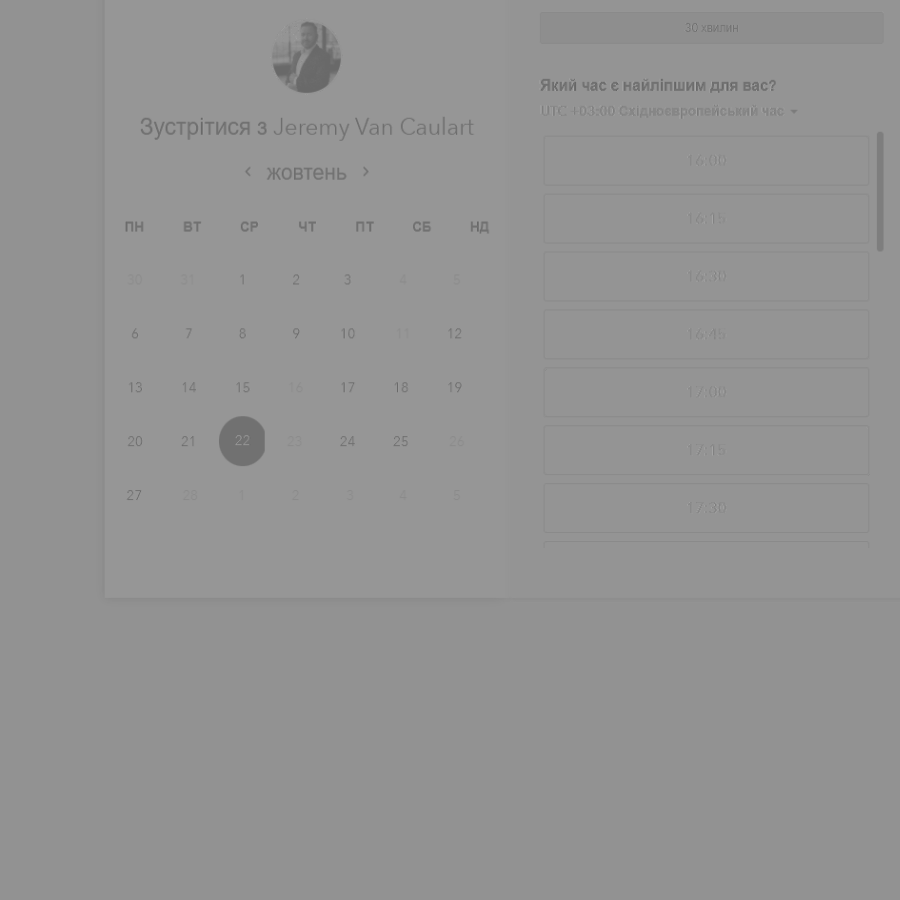 Зустрітися з Jeremy Van Caulart
жовтень
ПН ВТ СР ЧТ ПТ СБ НД
30 31 1 2 3 4 5
6 7 8 9 10 11 12
13 14 15 16 17 18 19
20 21 22 23 24 25 26
27 28 1 2 3 4 5
30 хвилин
Який час є найліпшим для вас?
UTC +03:00 Східноєвропейський час
16:00
16:15
16:30
16:45
17:00
17:15
17:30